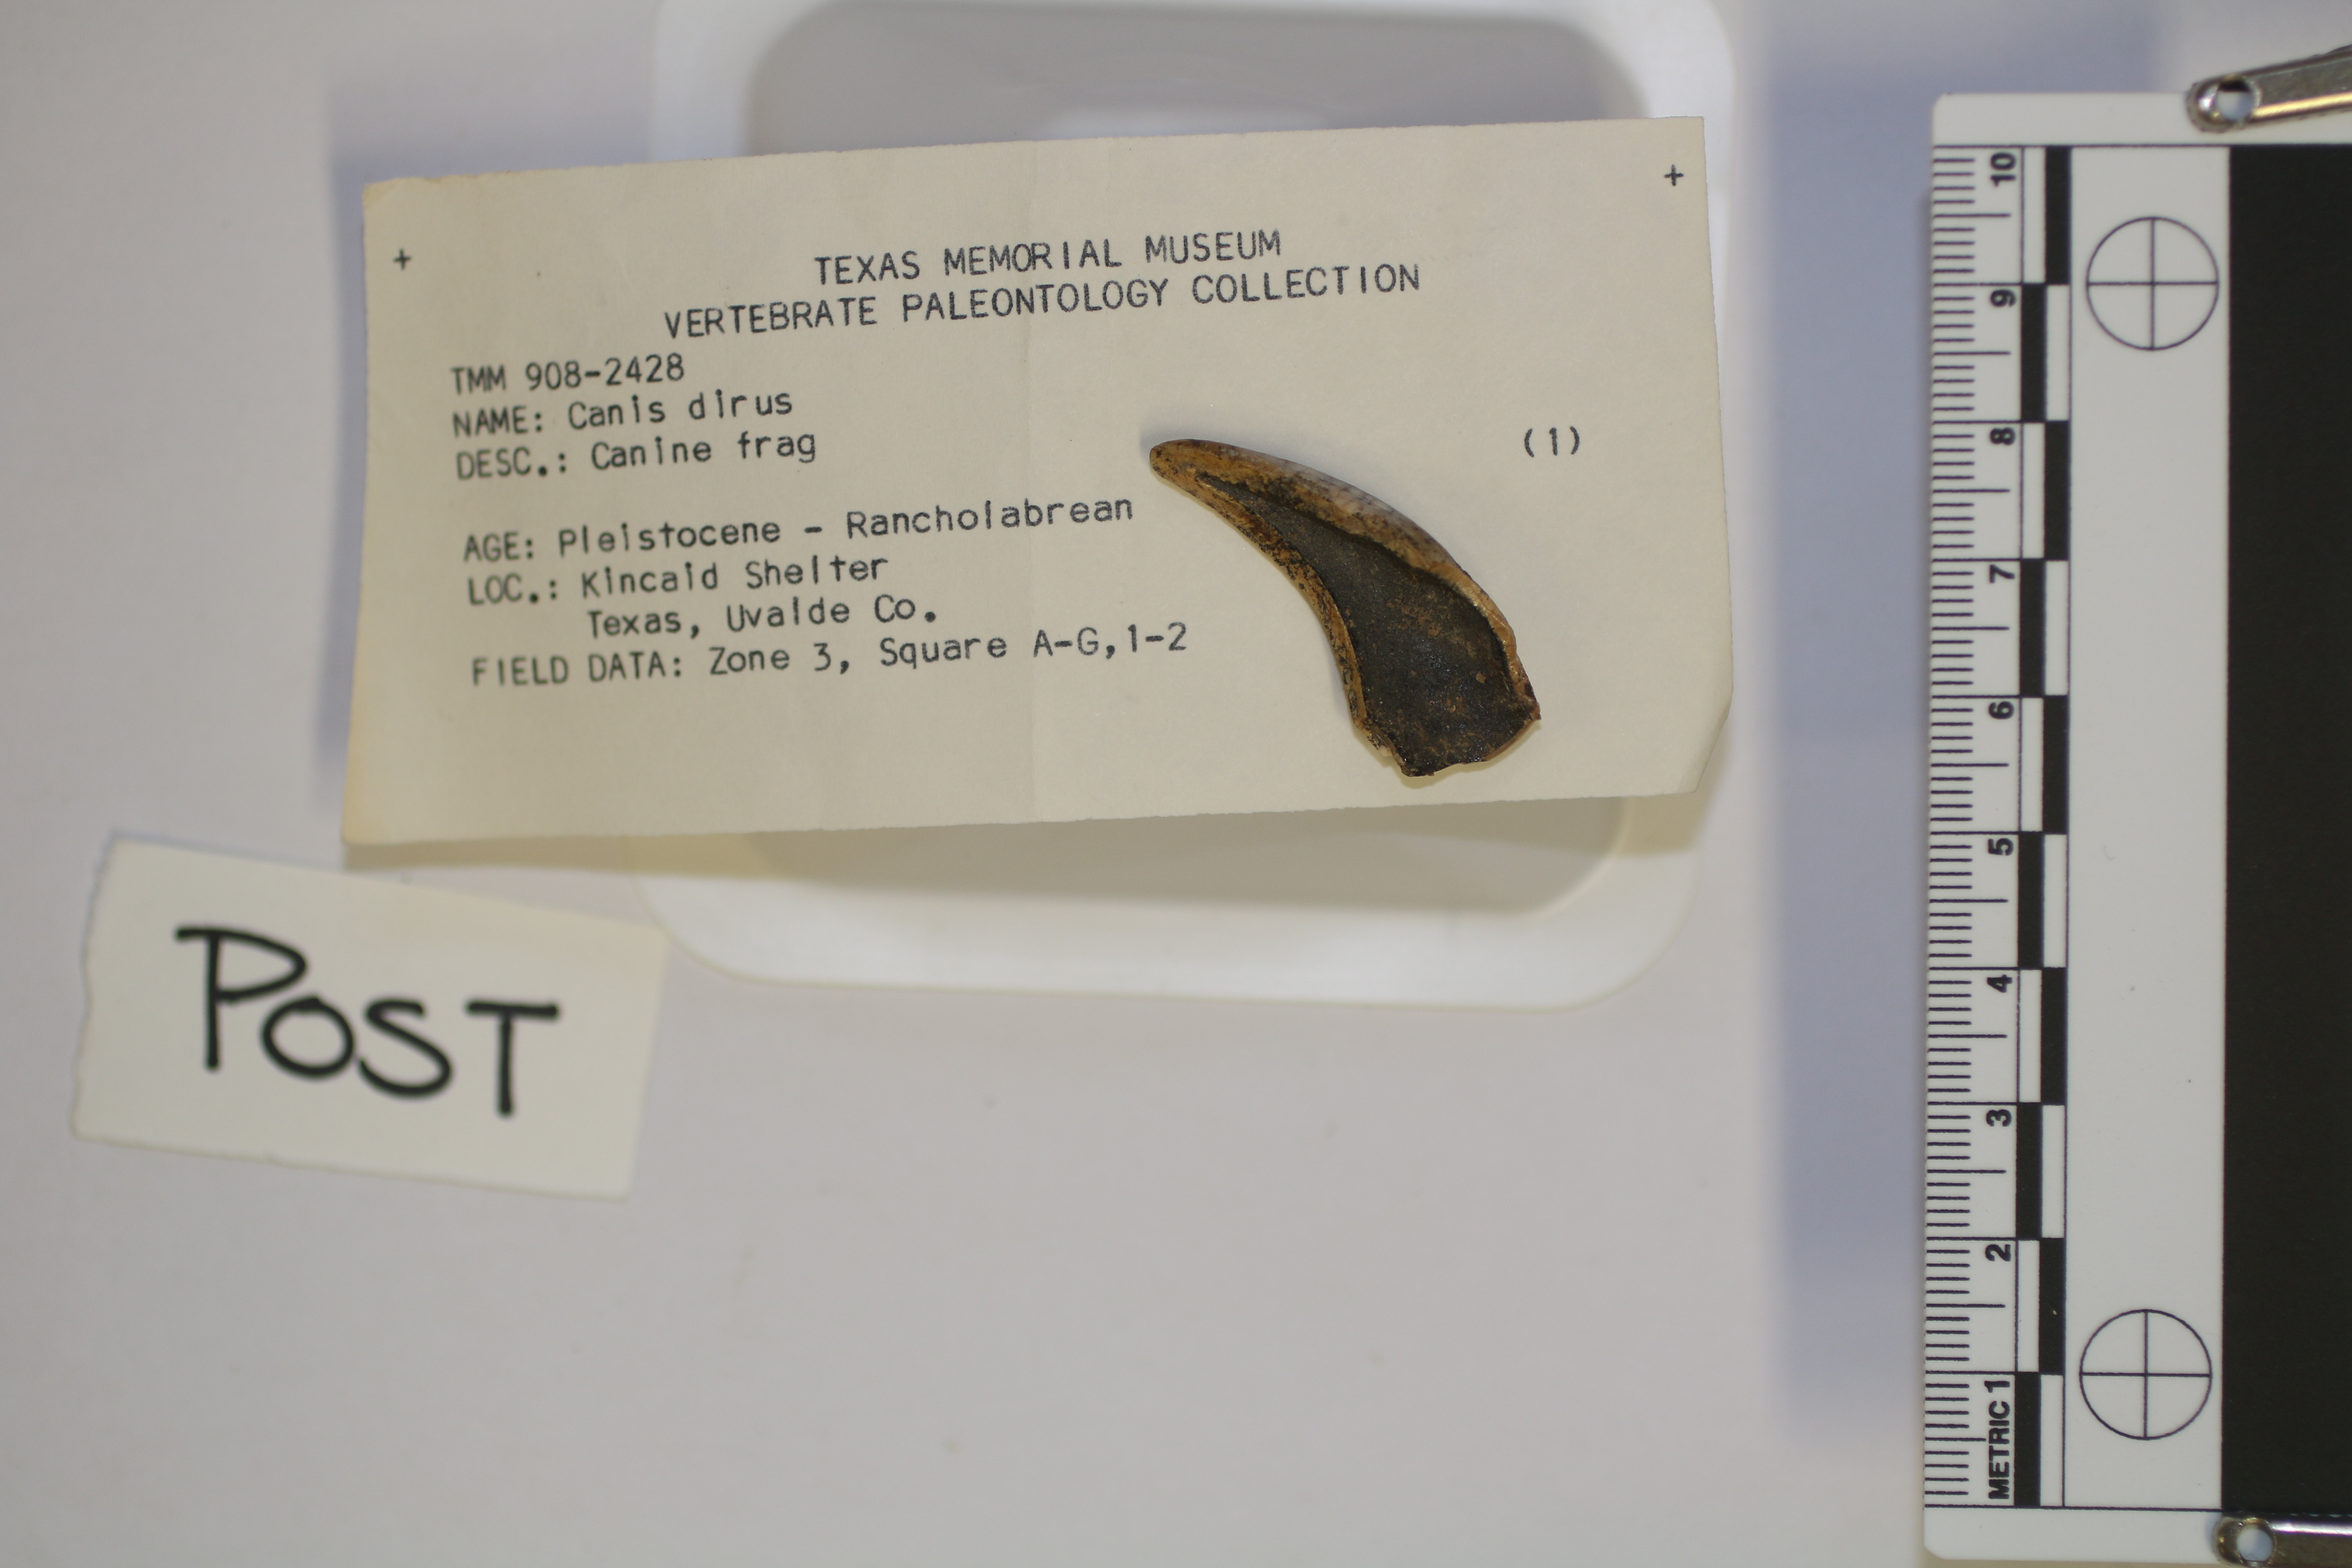 + +
TEXAS MEMORIAL MUSEUM
VERTEBRATE PALEONTOLOGY COLLECTION
TMM 908-2428
NAME: Canis dirus
DESC.: Canine frag
(1)
AGE: Pleistocene - Rancholabrean
LOC.: Kincaid Shelter
Texas, Uvalde Co.
FIELD DATA: Zone 3, Square A-G,1-2
POST
10
9
8
7
6
5
4
3
2
METRIC 1